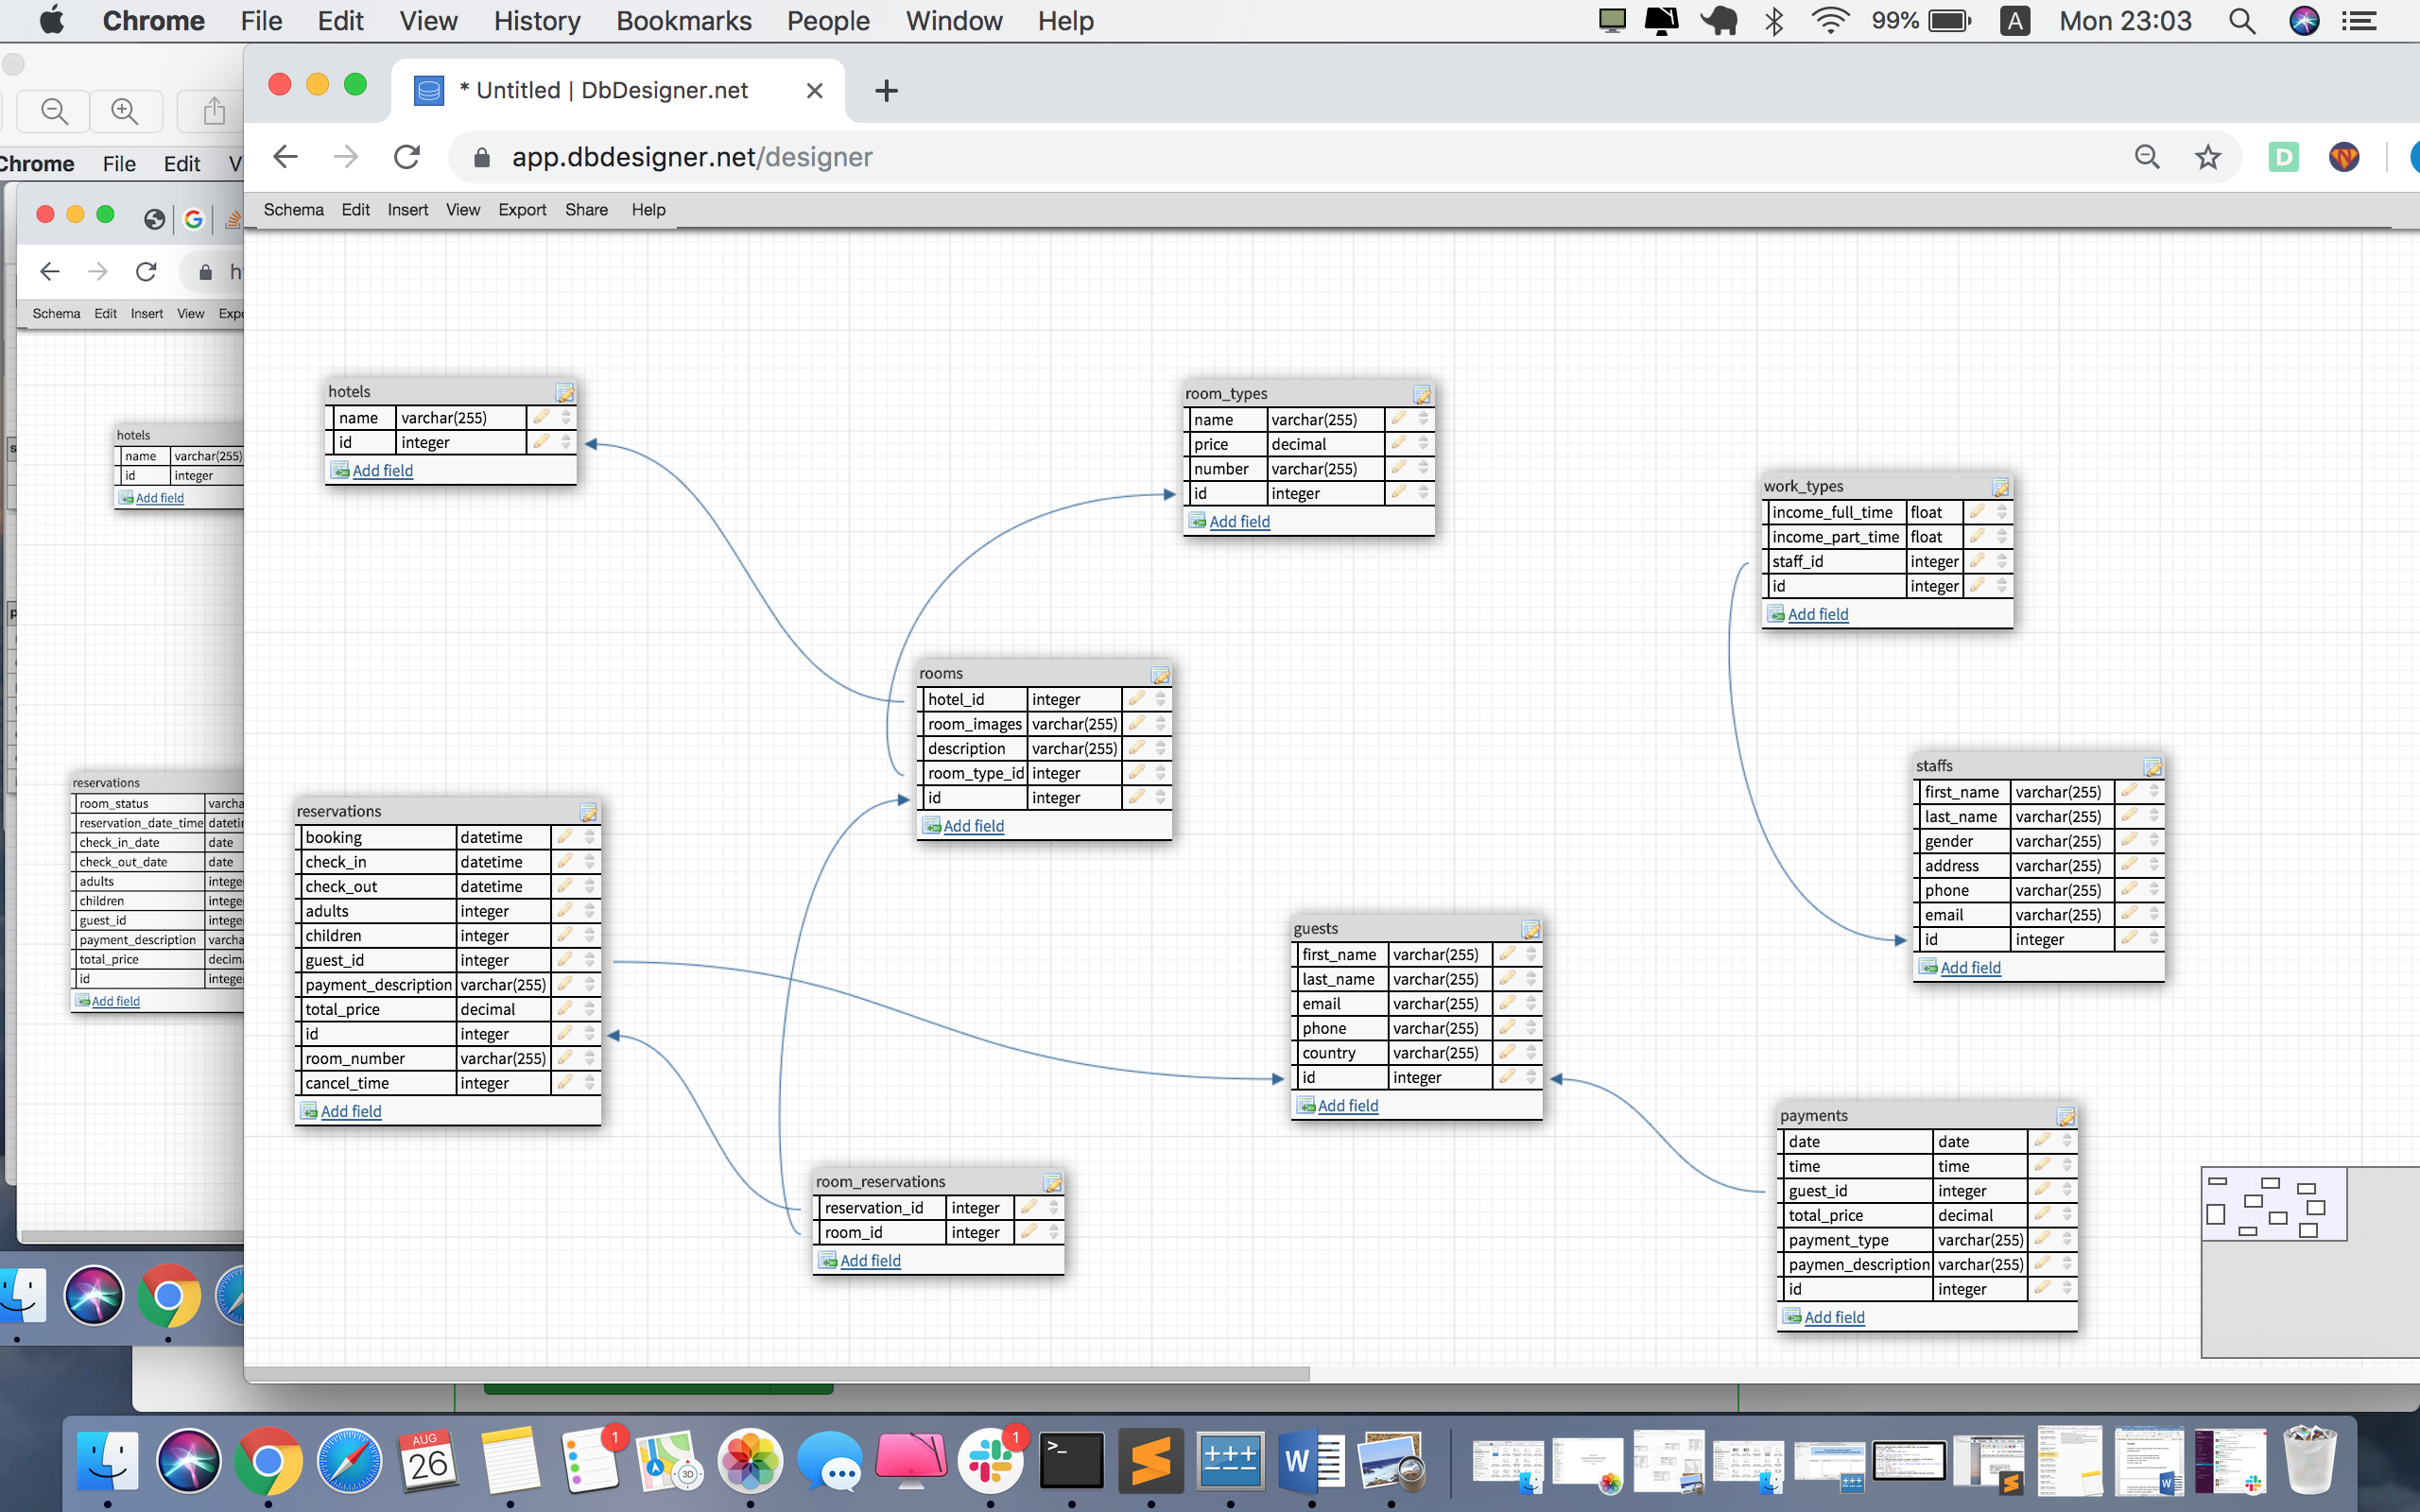 Chrome File Edit View History Bookmarks People Window Help 99% A Mon 23:03
* Untitled | DbDesigner.net
app.dbdesigner.net/designer
D
N
Schema Edit Insert View Export Share Help
hotels
name varchar(255)
id integer
Add field
room_types
name varchar(255)
price decimal
number varchar(255)
id integer
Add field
work_types
income_full_time float
income_part_time float
staff_id integer
id integer
Add field
rooms
hotel_id integer
room_images varchar(255)
description varchar(255)
room_type_id integer
id integer
Add field
staffs
first_name varchar(255)
last_name varchar(255)
gender varchar(255)
address varchar(255)
phone varchar(255)
email varchar(255)
id integer
Add field
reservations
booking datetime
check_in datetime
check_out datetime
adults integer
children integer
guest_id integer
payment_description varchar(255)
total_price decimal
id integer
room_number varchar(255)
cancel_time integer
Add field
guests
first_name varchar(255)
last_name varchar(255)
email varchar(255)
phone varchar(255)
country varchar(255)
id integer
Add field
room_reservations
reservation_id integer
room_id integer
Add field
payments
date date
time time
guest_id integer
total_price decimal
payment_type varchar(255)
paymen_description varchar(255)
id integer
Add field
Chrome File Edit V
Schema Edit Insert View Expo
hotels
name varchar(255)
id integer
Add field
reservations
room_status varcha
reservation_date_time dateti
check_in_date date
check_out_date date
adults intege
children intege
guest_id intege
payment_description varcha
total_price decim
id intege
Add field
AUG
26
1
3D
1
>_
+++
W